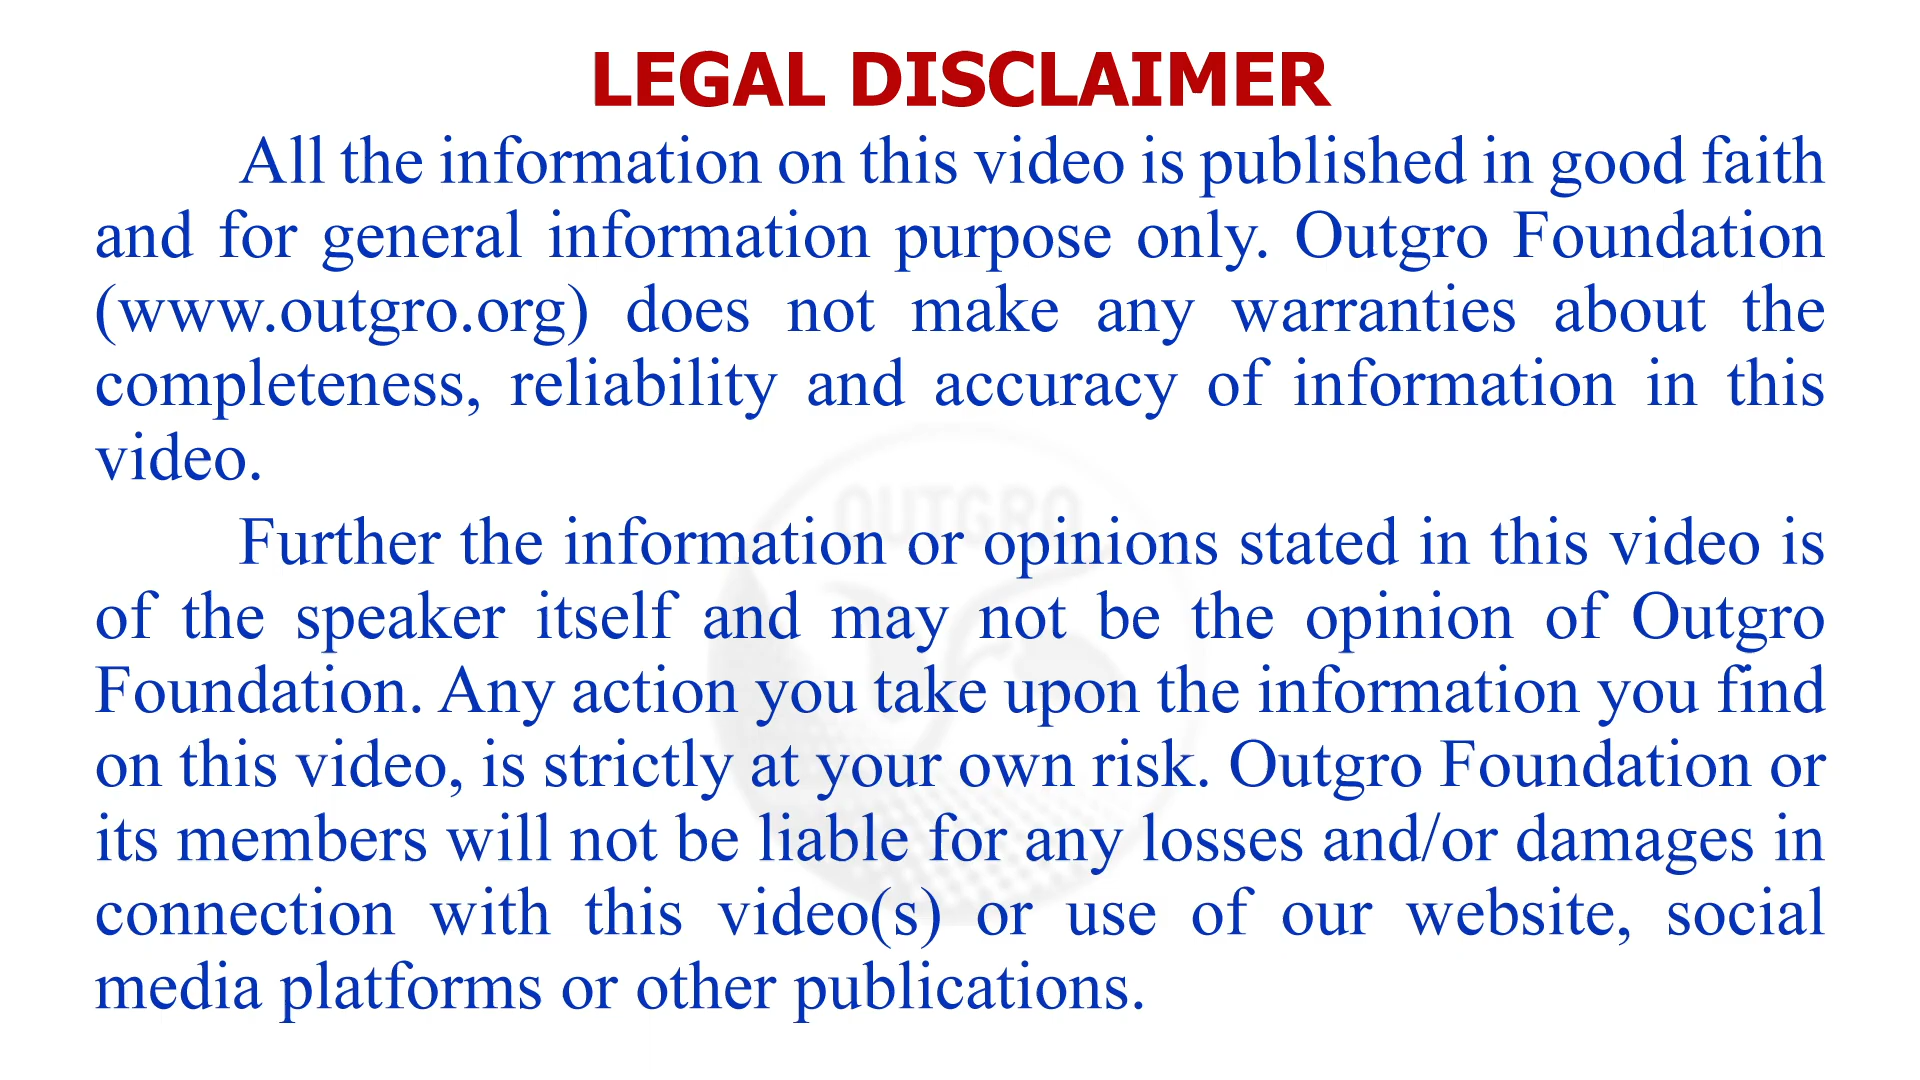 LEGAL DISCLAIMER
All the information on this video is published in good faith
and for general information purpose only. Outgro Foundation
(www.outgro.org) does not make any warranties about the
completeness, reliability and accuracy of information in this
video.
OUTGRO
Further the information or opinions stated in this video is
of the speaker itself and may not be the opinion of Outgro
Foundation. Any action you take upon the information you find
on this video, is strictly at your own risk. Outgro Foundation or
its members will not be liable for any losses and/or damages in
connection with this video(s) or use of our website, social
media platforms or other publications.